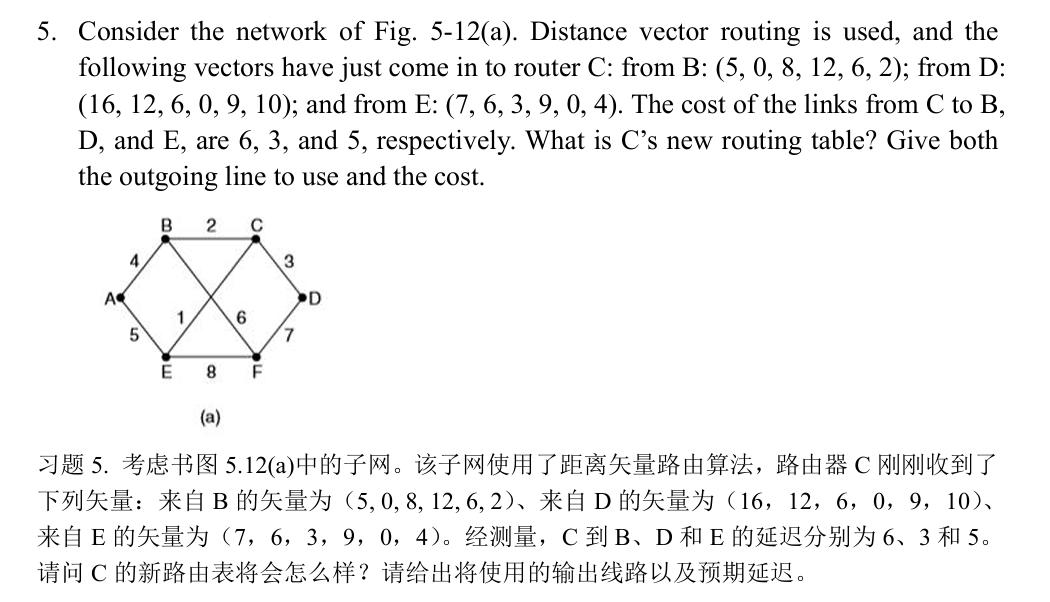 5. Consider the network of Fig. 5-12(a). Distance vector routing is used, and the
following vectors have just come in to router C: from B: (5, 0, 8, 12, 6, 2); from D:
(16, 12, 6, 0, 9, 10); and from E: (7, 6, 3, 9, 0, 4). The cost of the links from C to B,
D, and E, are 6, 3, and 5, respectively. What is C’s new routing table? Give both
the outgoing line to use and the cost.
B 2 C
4 3
A D
1 6
5 7
E 8 F
(a)
习题 5. 考虑书图 5.12(a)中的子网。该子网使用了距离矢量路由算法，路由器 C 刚刚收到了
下列矢量：来自 B 的矢量为（5, 0, 8, 12, 6, 2）、来自 D 的矢量为（16，12，6，0，9，10）、
来自 E 的矢量为（7，6，3，9，0，4）。经测量，C 到 B、D 和 E 的延迟分别为 6、3 和 5。
请问 C 的新路由表将会怎么样？请给出将使用的输出线路以及预期延迟。